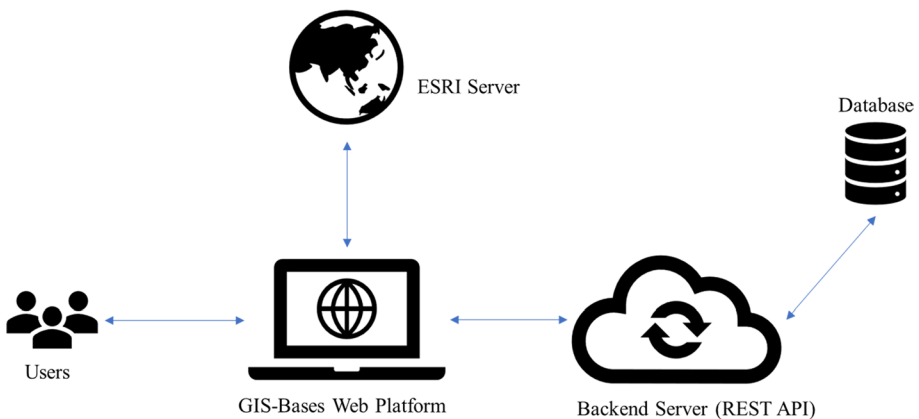 ESRI Server
Database
Users
GIS-Bases Web Platform
Backend Server (REST API)